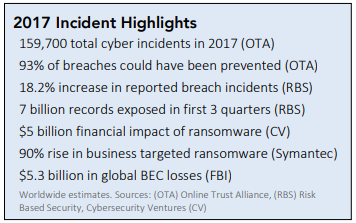 2017 Incident Highlights
159,700 total cyber incidents in 2017 (OTA)
93% of breaches could have been prevented (OTA)
18.2% increase in reported breach incidents (RBS)
7 billion records exposed in first 3 quarters (RBS)
$5 billion financial impact of ransomware (CV)
90% rise in business targeted ransomware (Symantec)
$5.3 billion in global BEC losses (FBI)
Worldwide estimates. Sources: (OTA) Online Trust Alliance, (RBS) Risk
Based Security, Cybersecurity Ventures (CV)